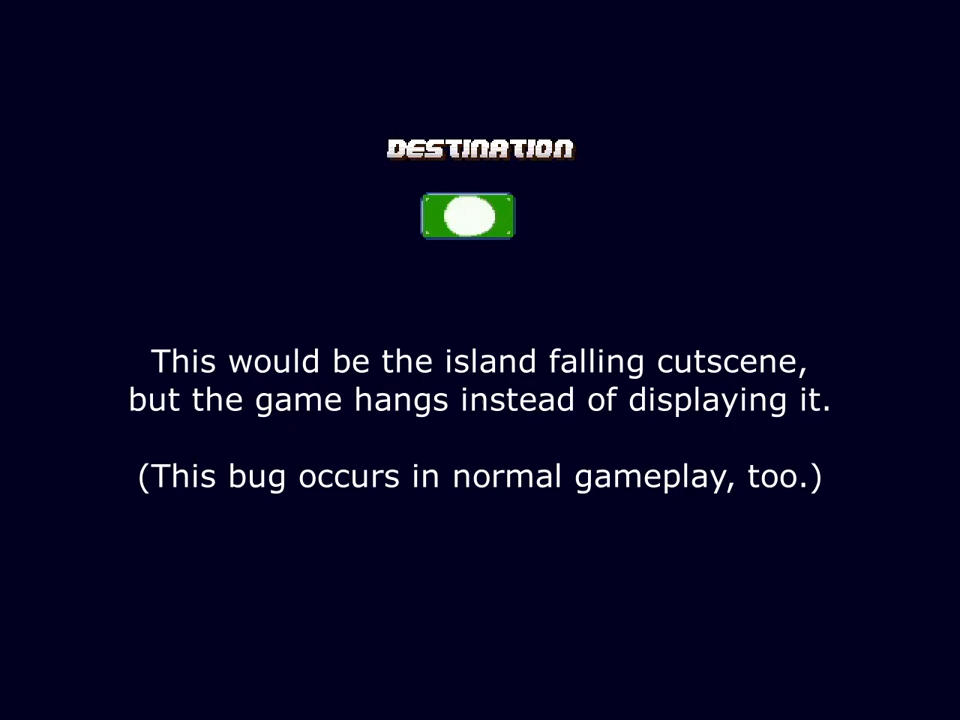 DESTINATION
This would be the island falling cutscene,
but the game hangs instead of displaying it.
(This bug occurs in normal gameplay, too.)